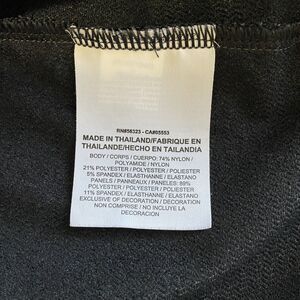 RN#56323 - CA#05553
MADE IN THAILAND/FABRIQUE EN
THAILANDE/HECHO EN TAILANDIA
BODY / CORPS / CUERPO: 74% NYLON /
POLYAMIDE / NYLON
21% POLYESTER / POLYESTER / POLIESTER
5% SPANDEX / ELASTHANNE / ELASTANO
PANELS / PANNEAUX / PANELES: 89%
POLYESTER / POLYESTER / POLIESTER
11% SPANDEX / ELASTHANNE / ELASTANO
EXCLUSIVE OF DECORATION / DECORATION
NON COMPRISE / NO INCLUYE LA
DECORACION